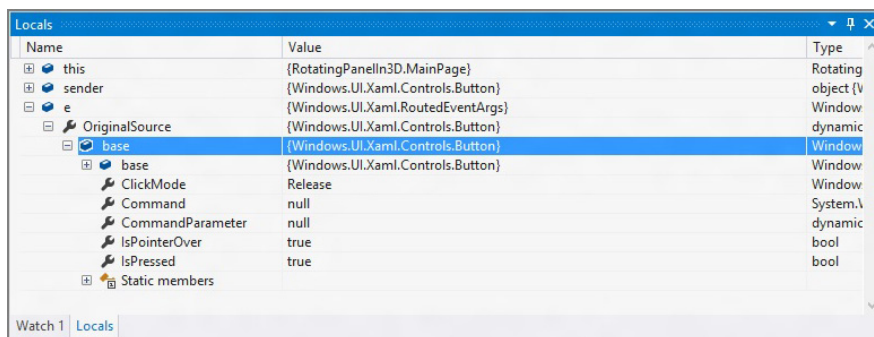 Locals
Name Value Type
this {RotatingPanelIn3D.MainPage} Rotating
sender {Windows.UI.Xaml.Controls.Button} object {W
e {Windows.UI.Xaml.RoutedEventArgs} Window
OriginalSource {Windows.UI.Xaml.Controls.Button} dynamic
base {Windows.UI.Xaml.Controls.Button} Window
base {Windows.UI.Xaml.Controls.Button} Window
ClickMode Release Window
Command null System.W
CommandParameter null dynamic
IsPointerOver true bool
IsPressed true bool
Static members
Watch 1 Locals